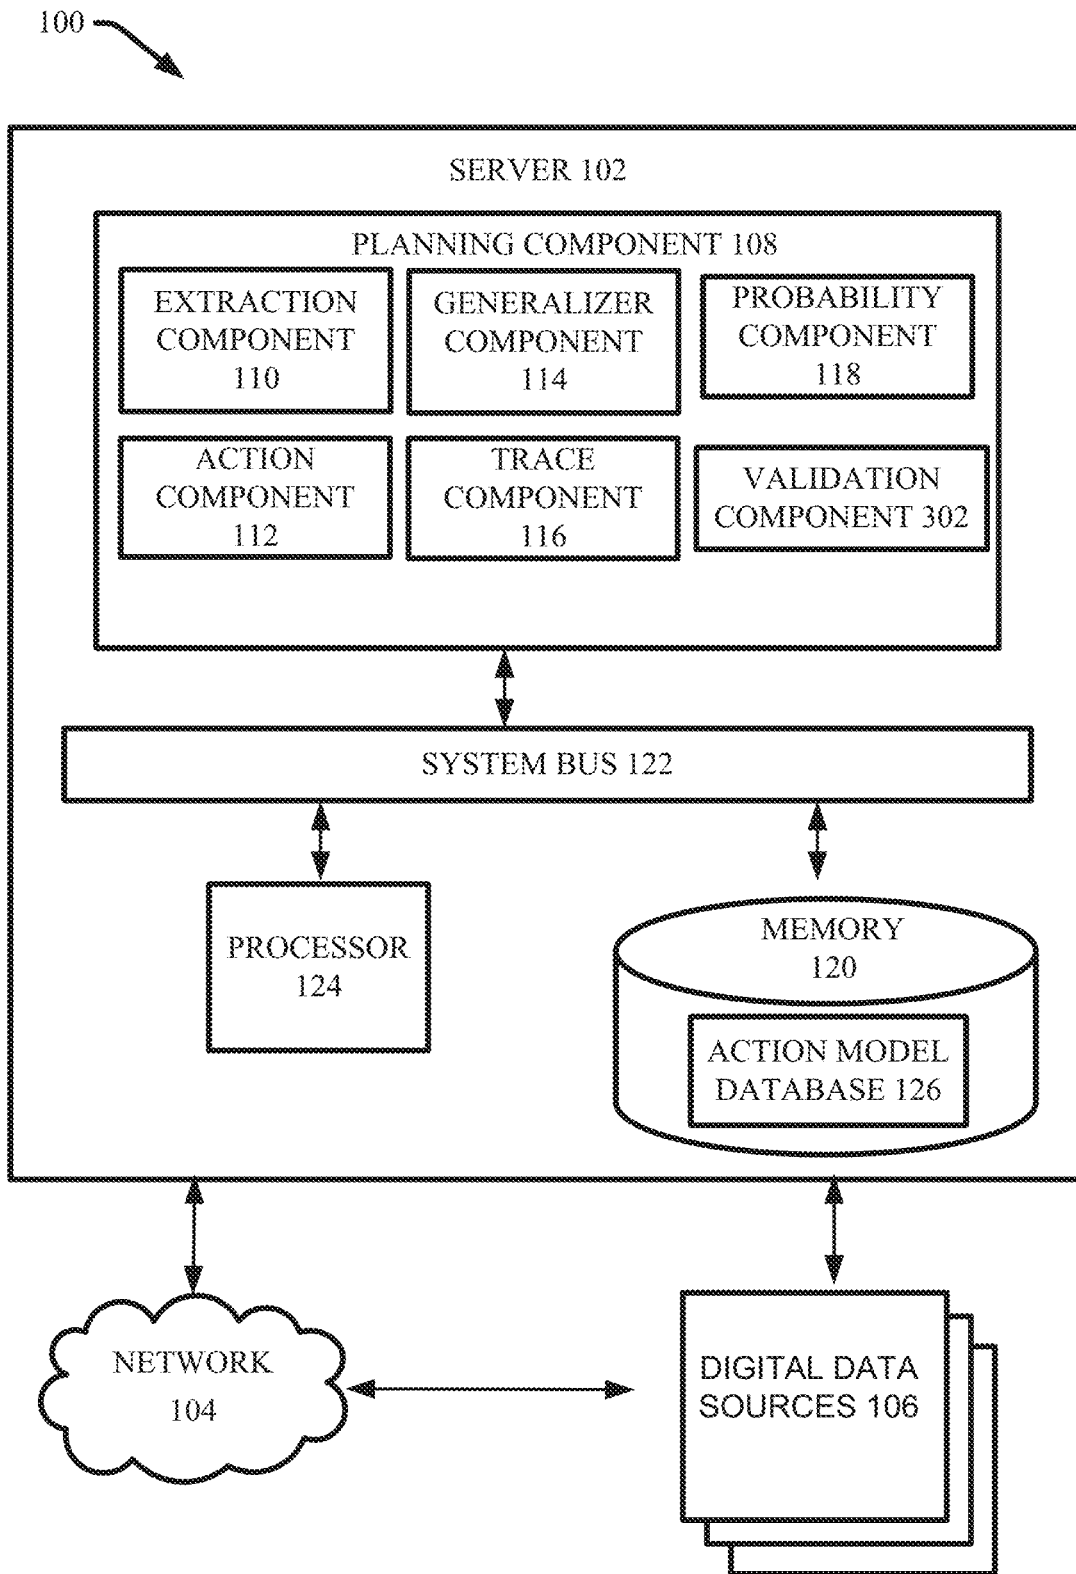 100
SERVER 102
PLANNING COMPONENT 108
EXTRACTION
COMPONENT
110
GENERALIZER
COMPONENT
114
PROBABILITY
COMPONENT
118
ACTION
COMPONENT
112
TRACE
COMPONENT
116
VALIDATION
COMPONENT 302
SYSTEM BUS 122
PROCESSOR
124
MEMORY
120
ACTION MODEL
DATABASE 126
NETWORK
104
DIGITAL DATA
SOURCES 106